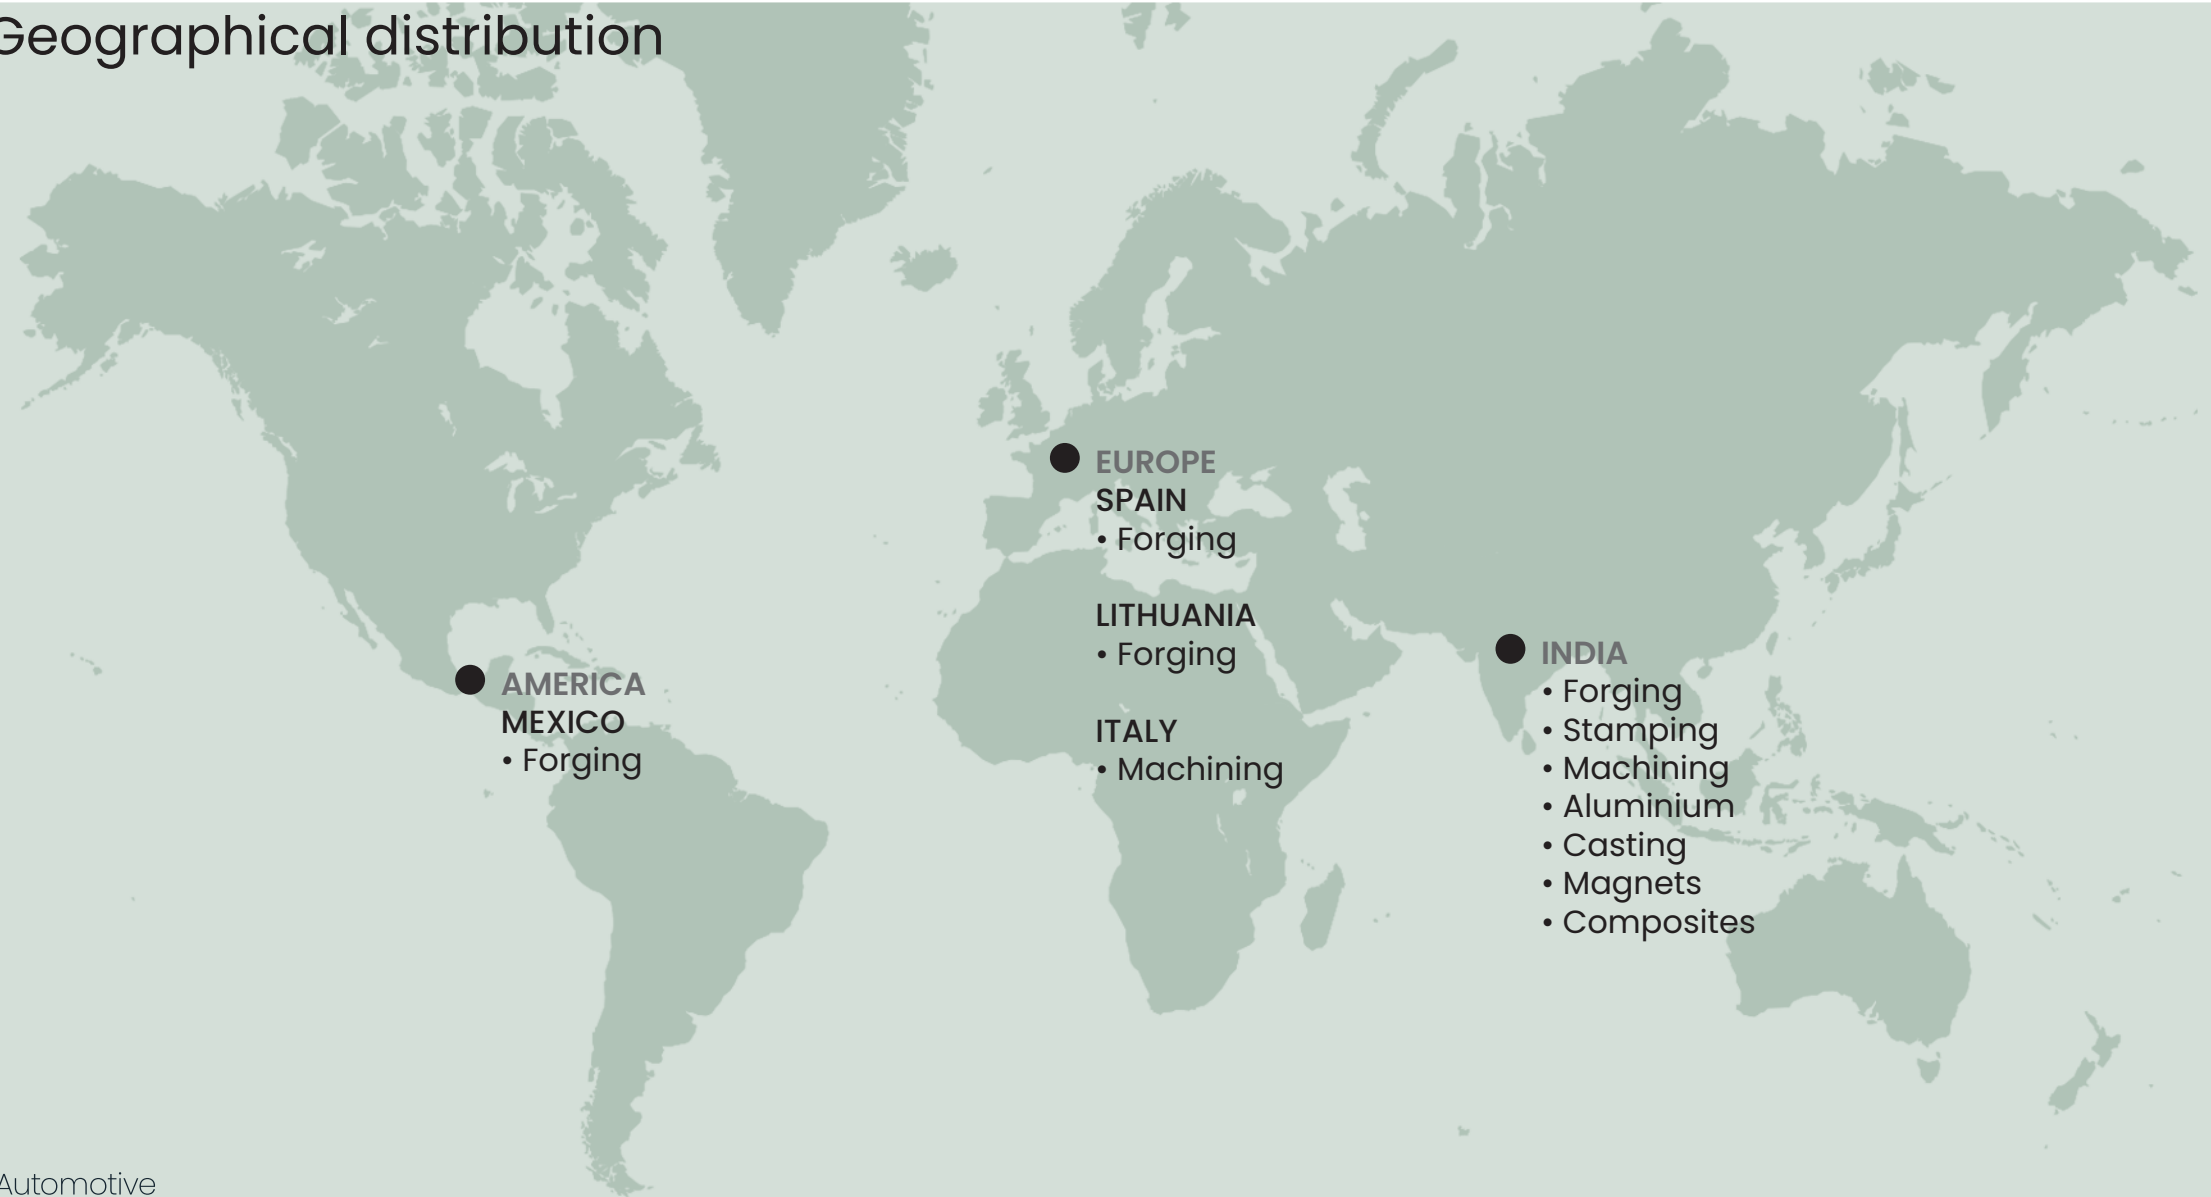 Geographical distribution
EUROPE
SPAIN
• Forging
LITHUANIA
• Forging
ITALY
• Machining
INDIA
• Forging
• Stamping
• Machining
• Aluminium
• Casting
• Magnets
• Composites
AMERICA
MEXICO
• Forging
Automotive